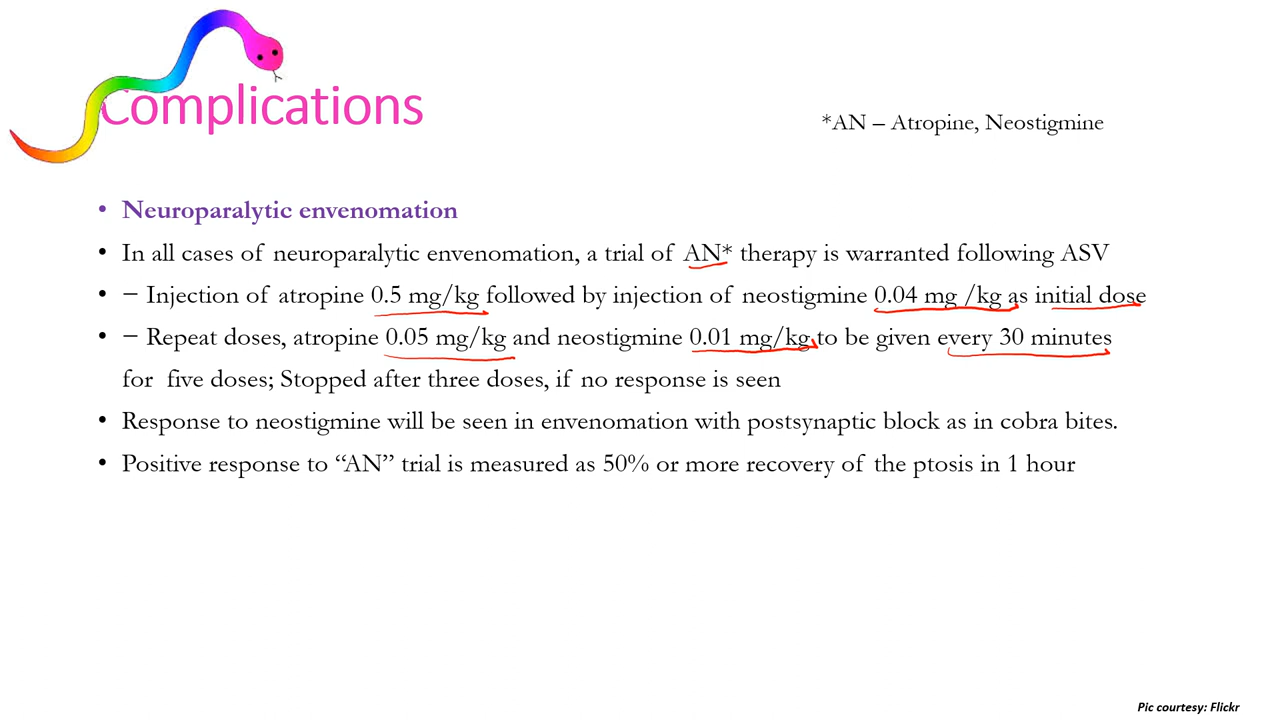 Complications
*AN – Atropine, Neostigmine
• Neuroparalytic envenomation
• In all cases of neuroparalytic envenomation, a trial of AN* therapy is warranted following ASV
• − Injection of atropine 0.5 mg/kg followed by injection of neostigmine 0.04 mg /kg as initial dose
• − Repeat doses, atropine 0.05 mg/kg and neostigmine 0.01 mg/kg to be given every 30 minutes
for five doses; Stopped after three doses, if no response is seen
• Response to neostigmine will be seen in envenomation with postsynaptic block as in cobra bites.
• Positive response to “AN” trial is measured as 50% or more recovery of the ptosis in 1 hour
Pic courtesy: Flickr